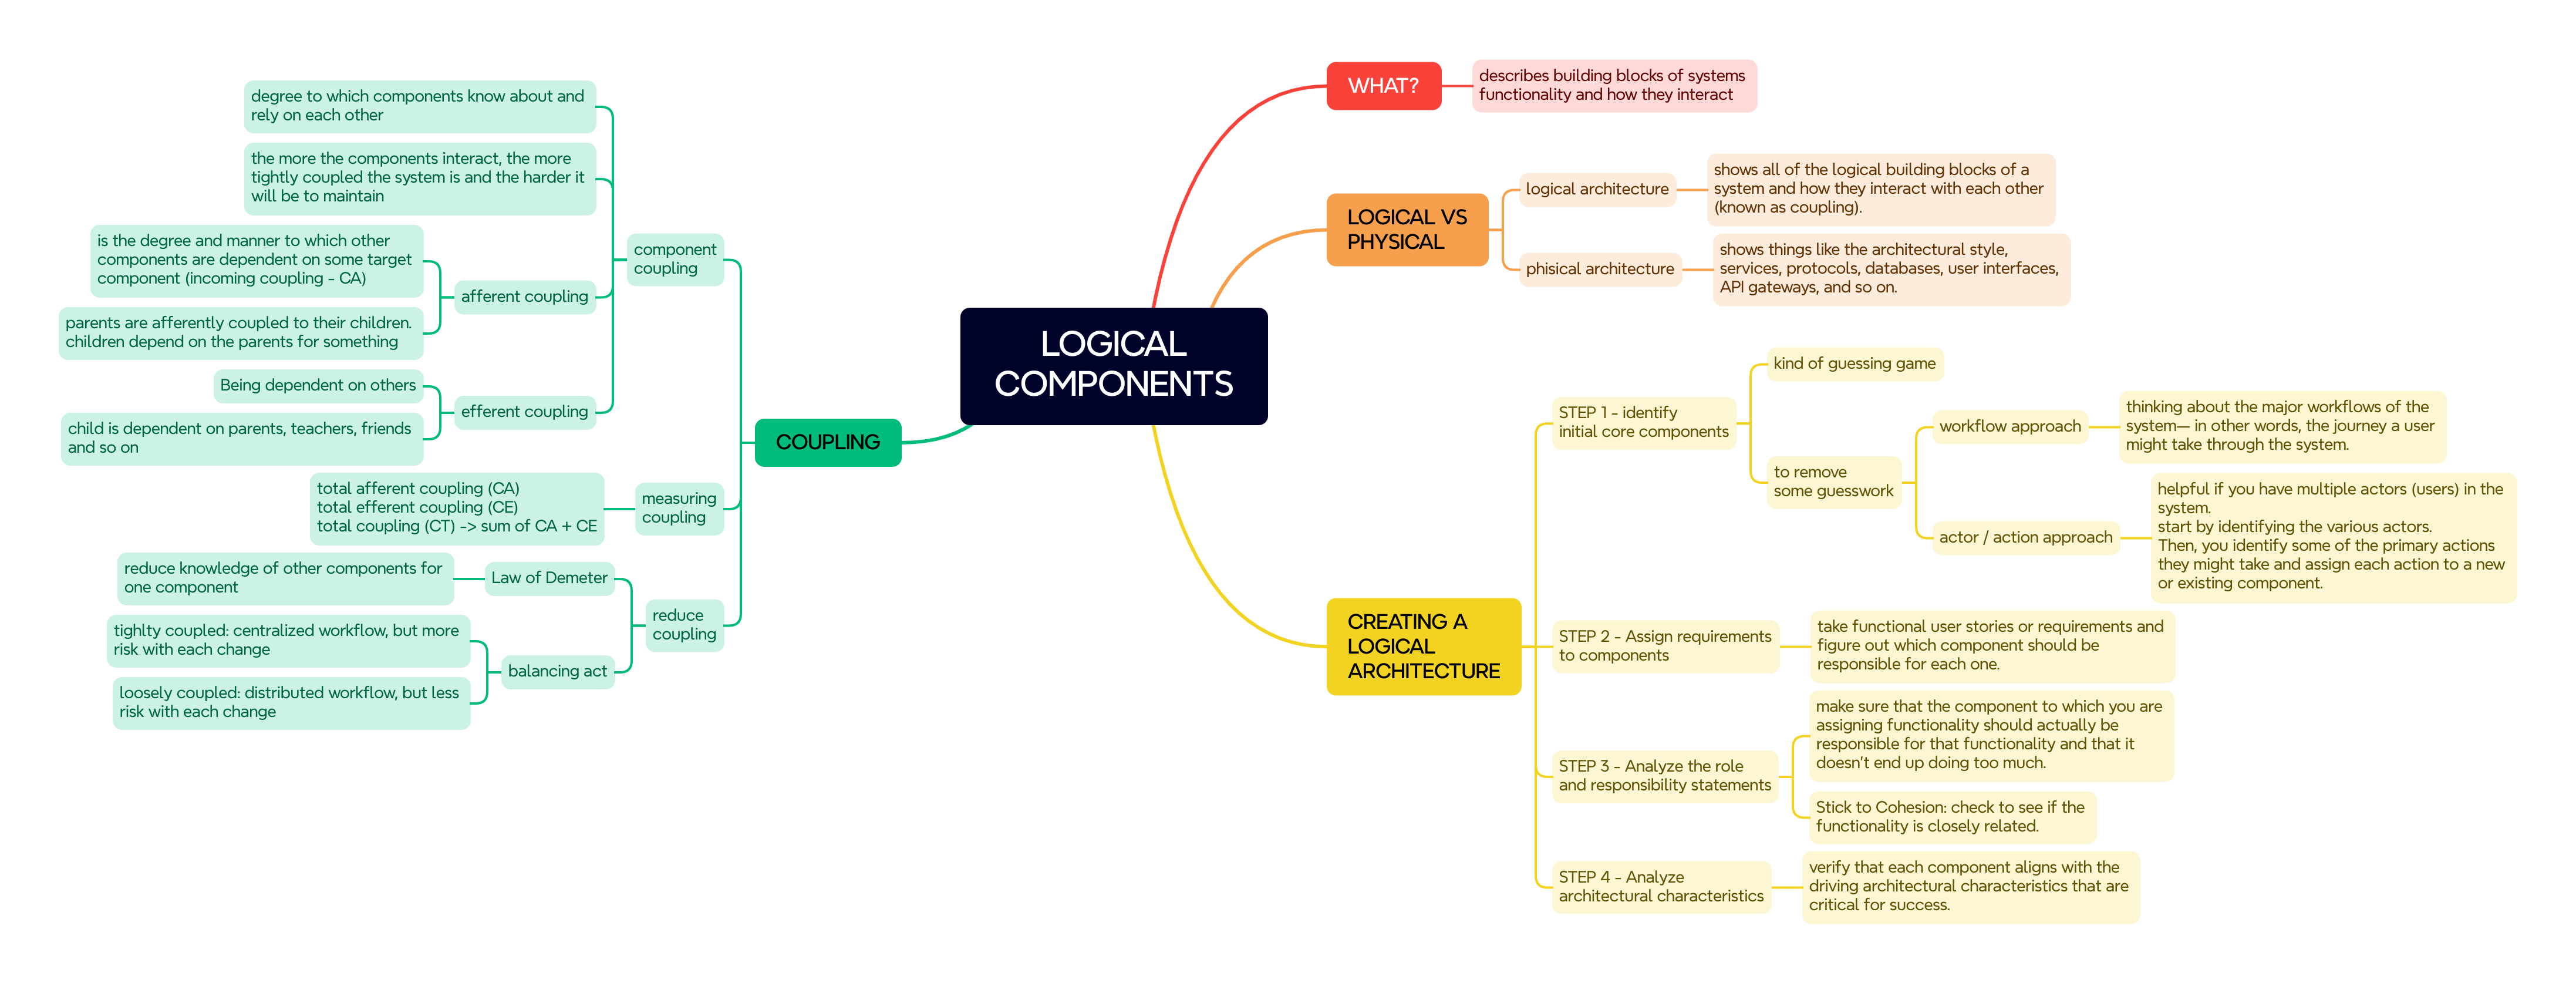 LOGICAL
COMPONENTS
WHAT?
describes building blocks of systems
functionality and how they interact
LOGICAL VS
PHYSICAL
logical architecture
shows all of the logical building blocks of a
system and how they interact with each other
(known as coupling).
phisical architecture
shows things like the architectural style,
services, protocols, databases, user interfaces,
API gateways, and so on.
CREATING A
LOGICAL
ARCHITECTURE
STEP 1 - identify
initial core components
kind of guessing game
to remove
some guesswork
workflow approach
thinking about the major workflows of the
system— in other words, the journey a user
might take through the system.
actor / action approach
helpful if you have multiple actors (users) in the
system.
start by identifying the various actors.
Then, you identify some of the primary actions
they might take and assign each action to a new
or existing component.
STEP 2 - Assign requirements
to components
take functional user stories or requirements and
figure out which component should be
responsible for each one.
STEP 3 - Analyze the role
and responsibility statements
make sure that the component to which you are
assigning functionality should actually be
responsible for that functionality and that it
doesn't end up doing too much.
Stick to Cohesion: check to see if the
functionality is closely related.
STEP 4 - Analyze
architectural characteristics
verify that each component aligns with the
driving architectural characteristics that are
critical for success.
COUPLING
component
coupling
degree to which components know about and
rely on each other
the more the components interact, the more
tightly coupled the system is and the harder it
will be to maintain
afferent coupling
is the degree and manner to which other
components are dependent on some target
component (incoming coupling - CA)
parents are afferently coupled to their children.
children depend on the parents for something
efferent coupling
Being dependent on others
child is dependent on parents, teachers, friends
and so on
measuring
coupling
total afferent coupling (CA)
total efferent coupling (CE)
total coupling (CT) -> sum of CA + CE
reduce
coupling
Law of Demeter
reduce knowledge of other components for
one component
balancing act
tighlty coupled: centralized workflow, but more
risk with each change
loosely coupled: distributed workflow, but less
risk with each change